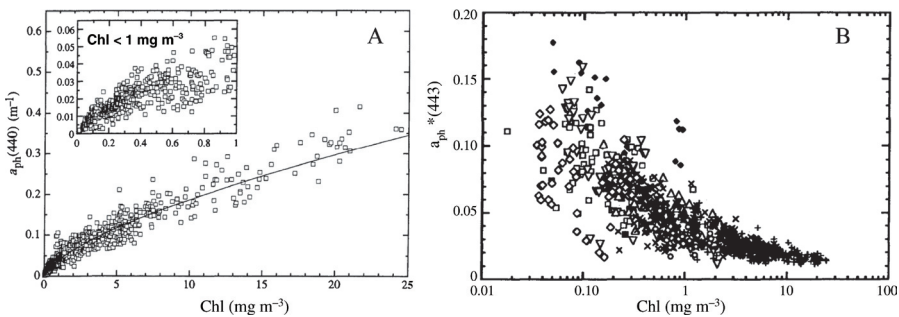 A
Chl < 1 mg m⁻³
0.06
0.05
0.04
0.03
0.02
0.01
0
0 0.2 0.4 0.6 0.8 1
0.6
0.5
0.4
0.3
0.2
0.1
0
aph(440) (m⁻¹)
0 5 10 15 20 25
Chl (mg m⁻³)
B
0.20
0.15
0.10
0.05
0.00
aph*(443)
0.01 0.10 1 10 100
Chl (mg m⁻³)